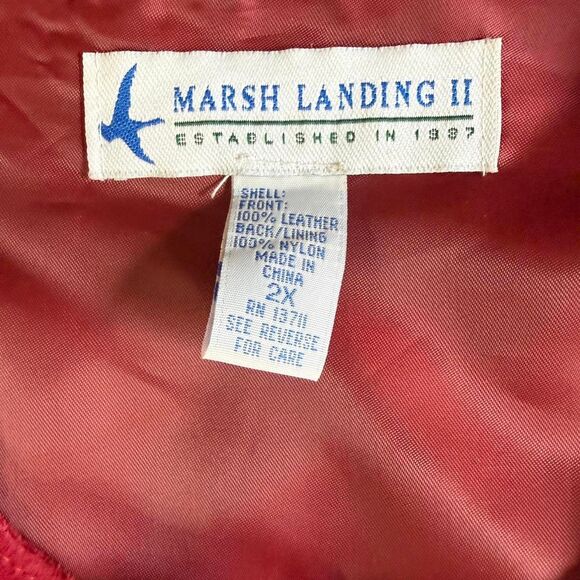 MARSH LANDING II
ESTABLISHED IN 1987
SHELL:
FRONT:
100% LEATHER
BACK/LINING
100% NYLON
MADE IN
CHINA
2X
RN 13711
SEE REVERSE
FOR CARE